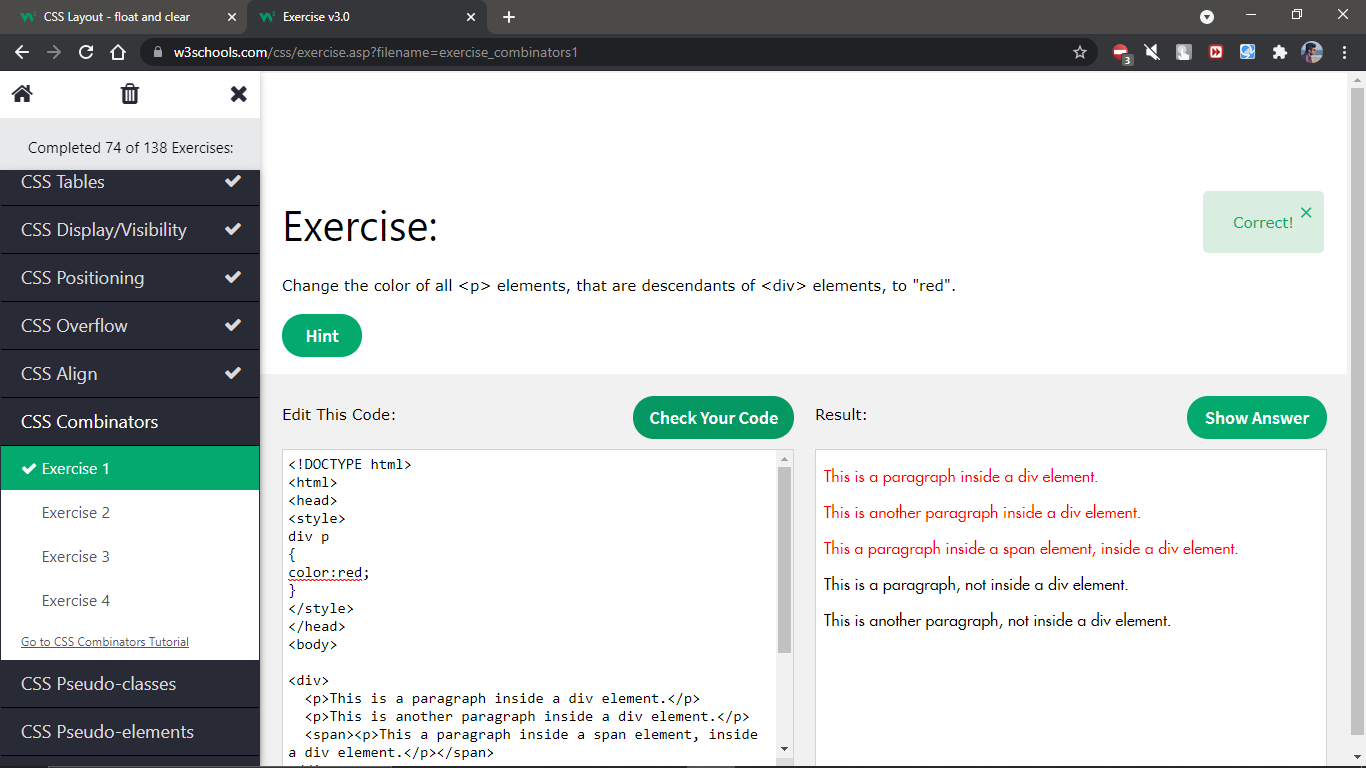 CSS Layout - float and clear
Exercise v3.0
w3schools.com/css/exercise.asp?filename=exercise_combinators1
3
Completed 74 of 138 Exercises:
CSS Tables
CSS Display/Visibility
CSS Positioning
CSS Overflow
CSS Align
CSS Combinators
Exercise 1
Exercise 2
Exercise 3
Exercise 4
Go to CSS Combinators Tutorial
CSS Pseudo-classes
CSS Pseudo-elements
Exercise:
Correct!
Change the color of all <p> elements, that are descendants of <div> elements, to "red".
Hint
Edit This Code:
Check Your Code
<!DOCTYPE html>
<html>
<head>
<style>
div p
{
color:red;
}
</style>
</head>
<body>
<div>
<p>This is a paragraph inside a div element.</p>
<p>This is another paragraph inside a div element.</p>
<span><p>This a paragraph inside a span element, inside
a div element.</p></span>
Result:
Show Answer
This is a paragraph inside a div element.
This is another paragraph inside a div element.
This a paragraph inside a span element, inside a div element.
This is a paragraph, not inside a div element.
This is another paragraph, not inside a div element.